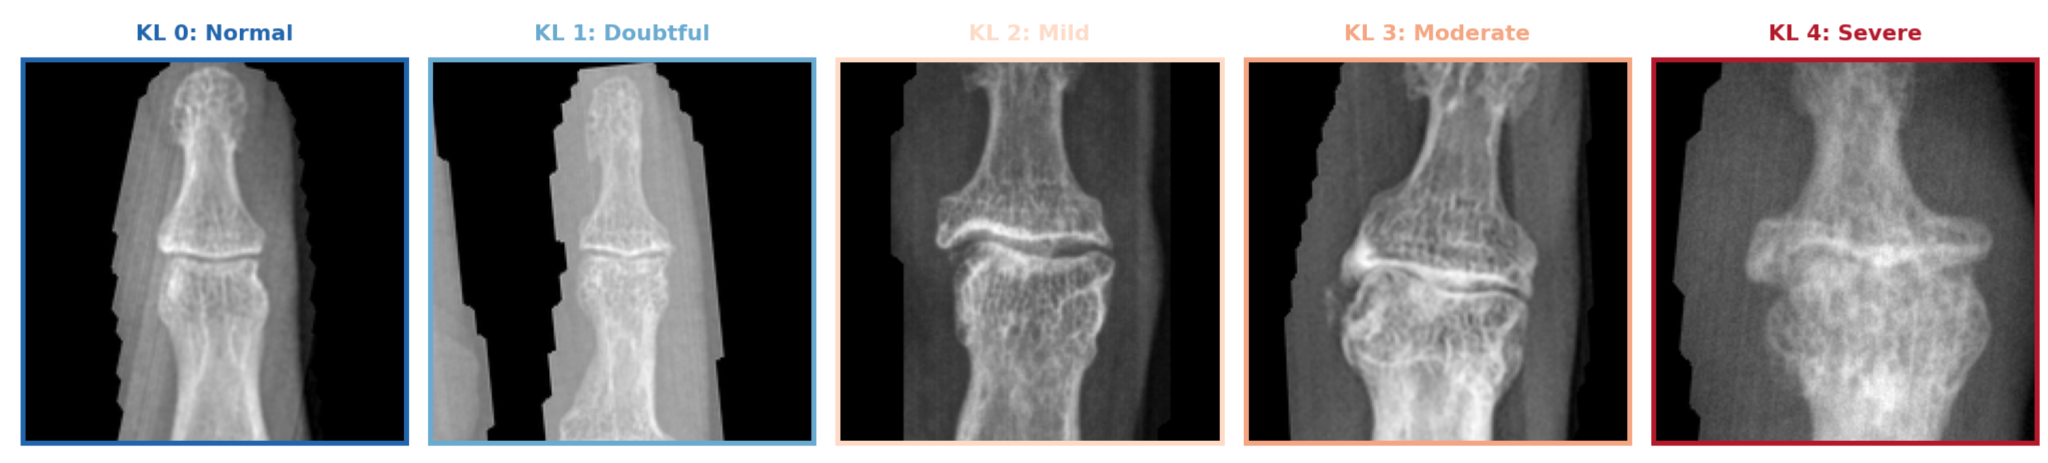 KL 0: Normal
KL 1: Doubtful
KL 2: Mild
KL 3: Moderate
KL 4: Severe